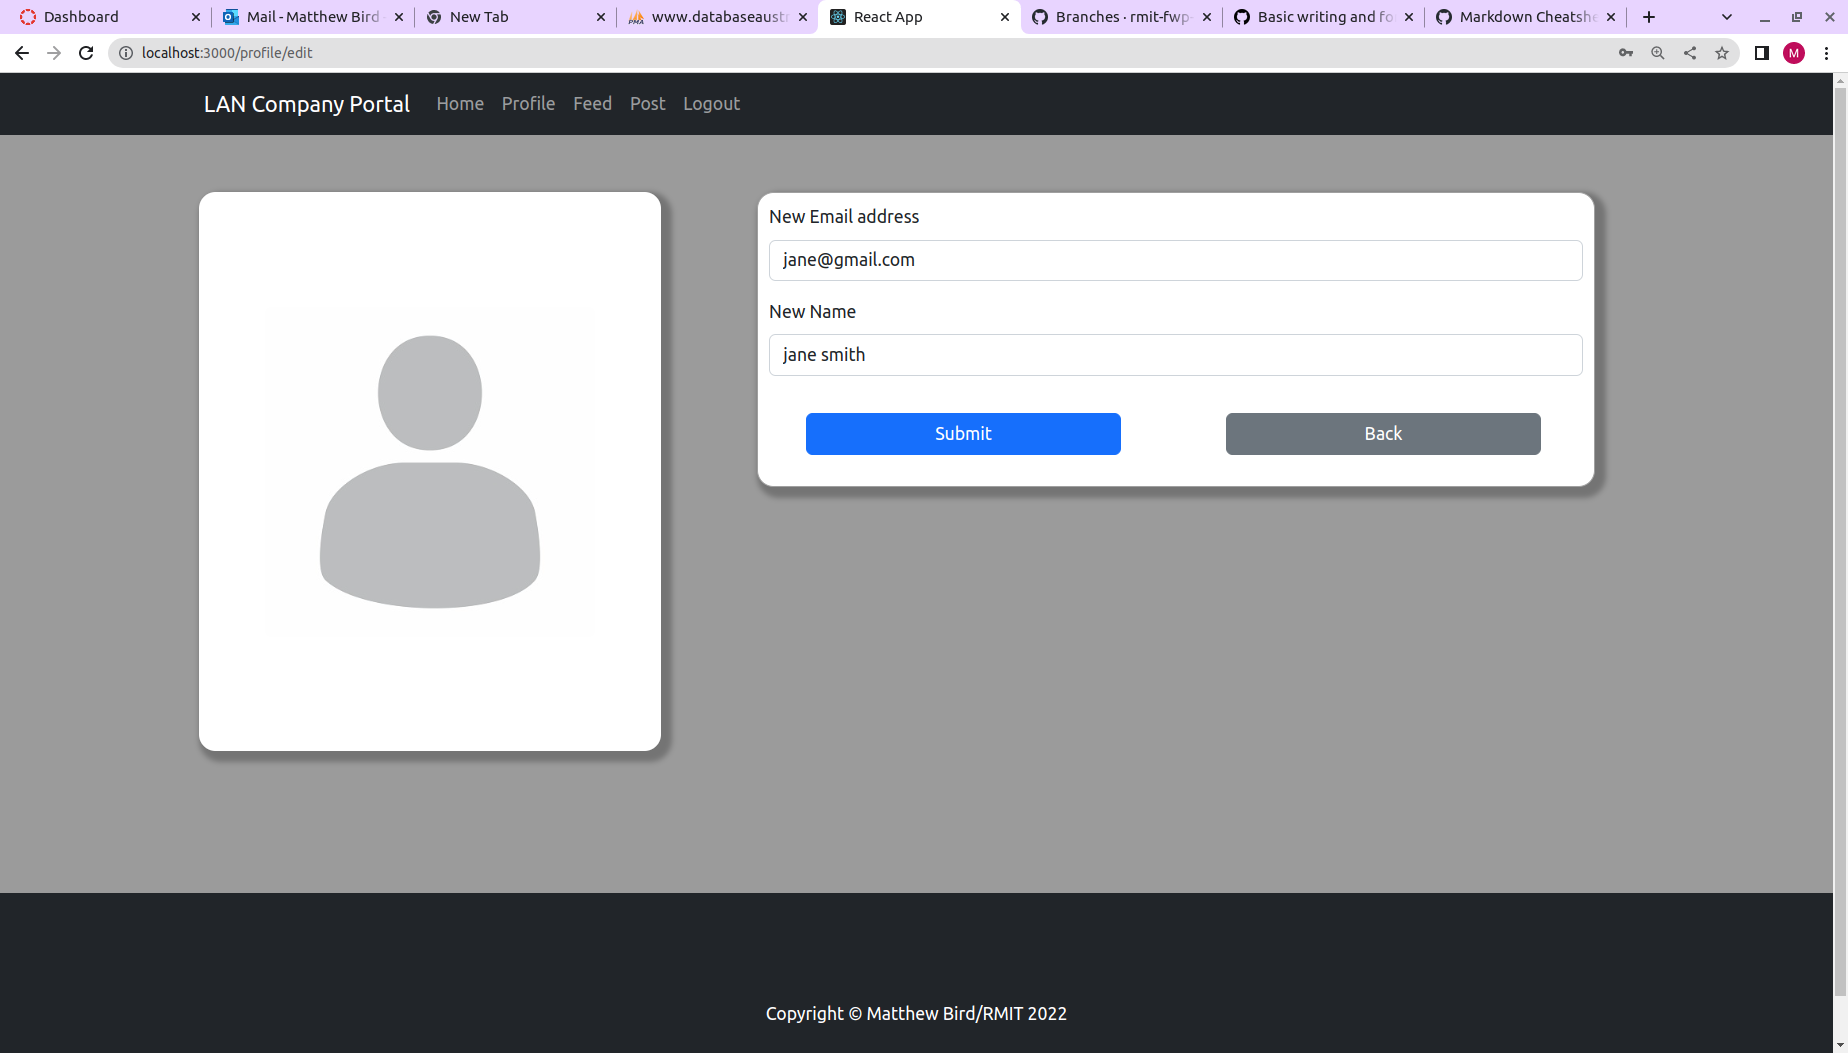 Dashboard
Mail - Matthew Bird -
New Tab
www.databaseaustr
React App
Branches · rmit-fwp-
Basic writing and fo
Markdown Cheatshe
localhost:3000/profile/edit
M
LAN Company Portal Home Profile Feed Post Logout
New Email address
jane@gmail.com
New Name
jane smith
Submit
Back
Copyright © Matthew Bird/RMIT 2022